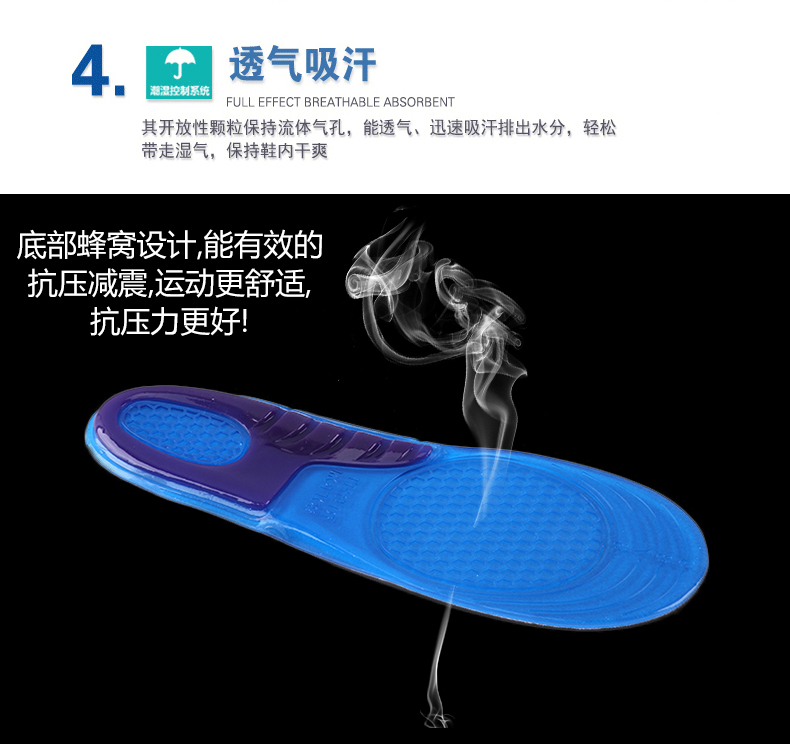 4.
潮湿控制系统
透气吸汗
FULL EFFECT BREATHABLE ABSORBENT
其开放性颗粒保持流体气孔，能透气、迅速吸汗排出水分，轻松
带走湿气，保持鞋内干爽
底部蜂窝设计,能有效的
抗压减震,运动更舒适,
抗压力更好!